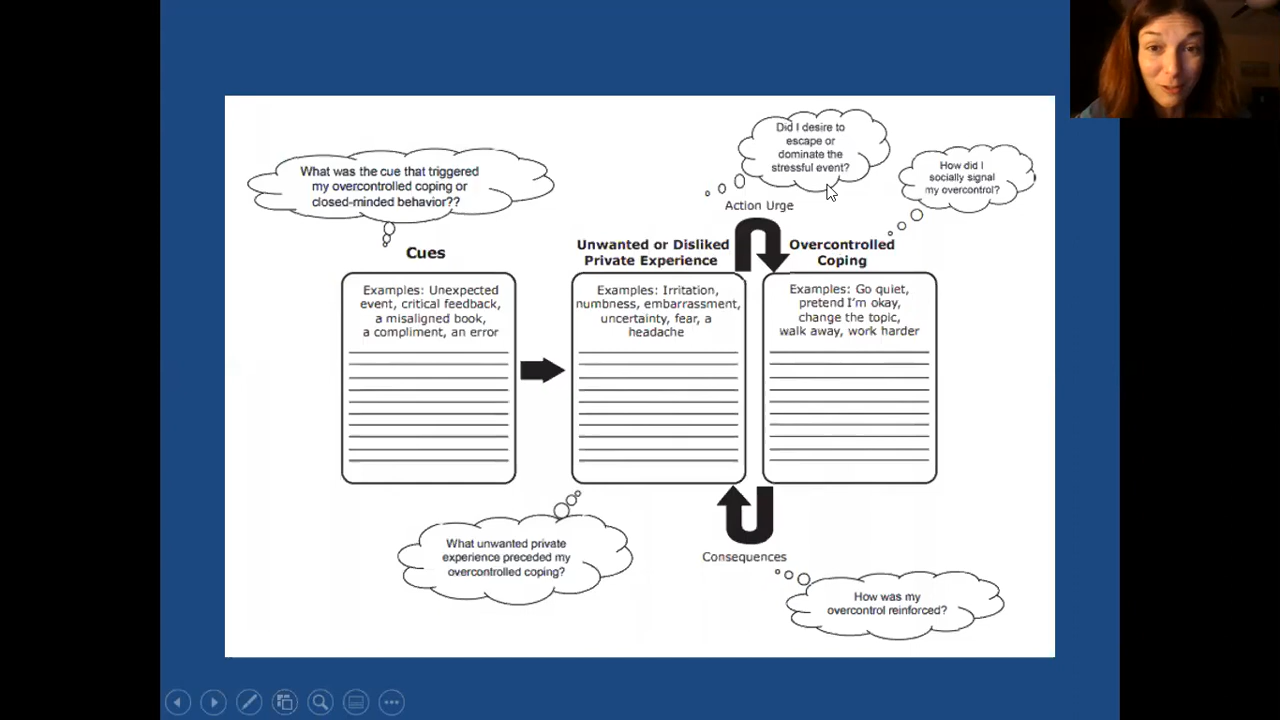 What was the cue that triggered
my overcontrolled coping or
closed-minded behavior??
Did I desire to
escape or
dominate the
stressful event?
How did I
socially signal
my overcontrol?
Action Urge
Cues
Unwanted or Disliked
Private Experience
Overcontrolled
Coping
Examples: Unexpected
event, critical feedback,
a misaligned book,
a compliment, an error
Examples: Irritation,
numbness, embarrassment,
uncertainty, fear, a
headache
Examples: Go quiet,
pretend I'm okay,
change the topic,
walk away, work harder
What unwanted private
experience preceded my
overcontrolled coping?
Consequences
How was my
overcontrol reinforced?